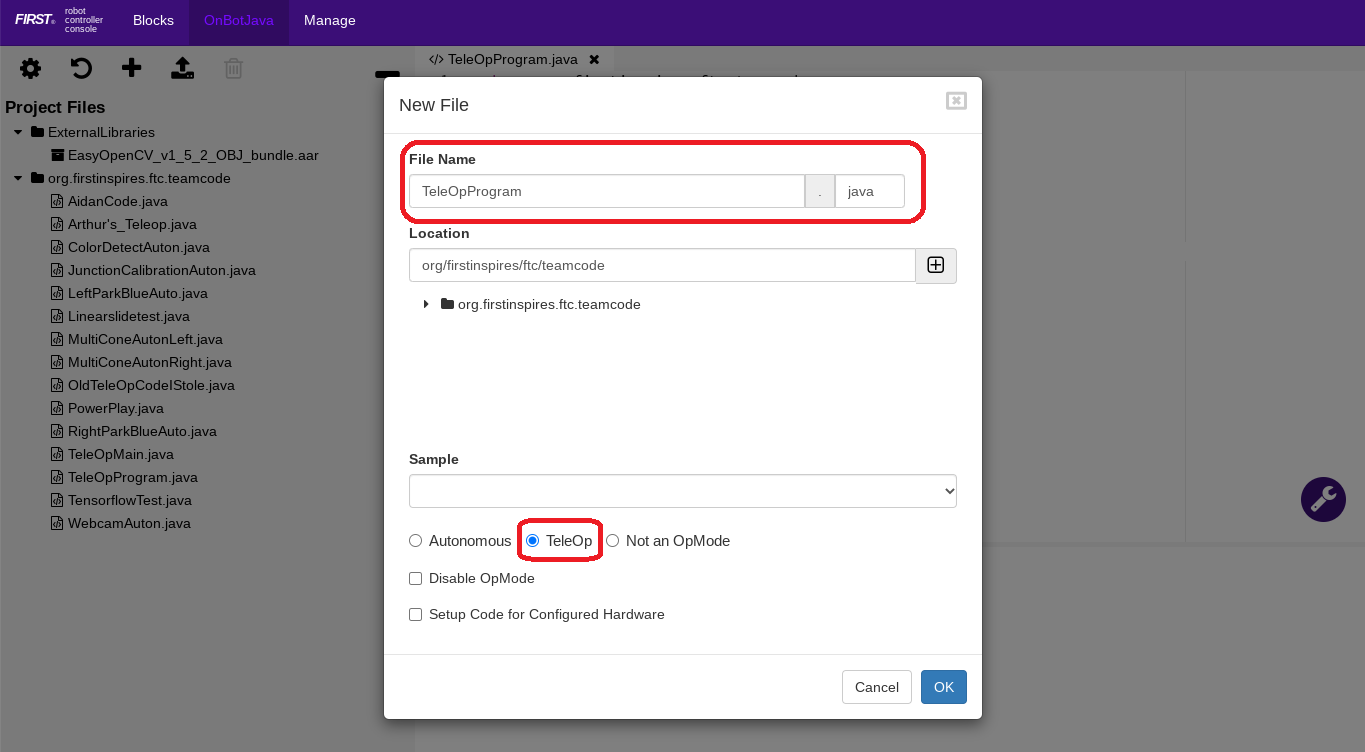 FIRST® robot controller console Blocks OnBotJava Manage
TeleOpProgram.java
Project Files
ExternalLibraries
EasyOpenCV_v1_5_2_OBJ_bundle.aar
org.firstinspires.ftc.teamcode
AidanCode.java
Arthur's_Teleop.java
ColorDetectAuton.java
JunctionCalibrationAuton.java
LeftParkBlueAuto.java
Linearslidetest.java
MultiConeAutonLeft.java
MultiConeAutonRight.java
OldTeleOpCodeIStole.java
PowerPlay.java
RightParkBlueAuto.java
TeleOpMain.java
TeleOpProgram.java
TensorflowTest.java
WebcamAuton.java
New File
File Name
TeleOpProgram . java
Location
org/firstinspires/ftc/teamcode
org.firstinspires.ftc.teamcode
Sample
Autonomous TeleOp Not an OpMode
Disable OpMode
Setup Code for Configured Hardware
Cancel OK